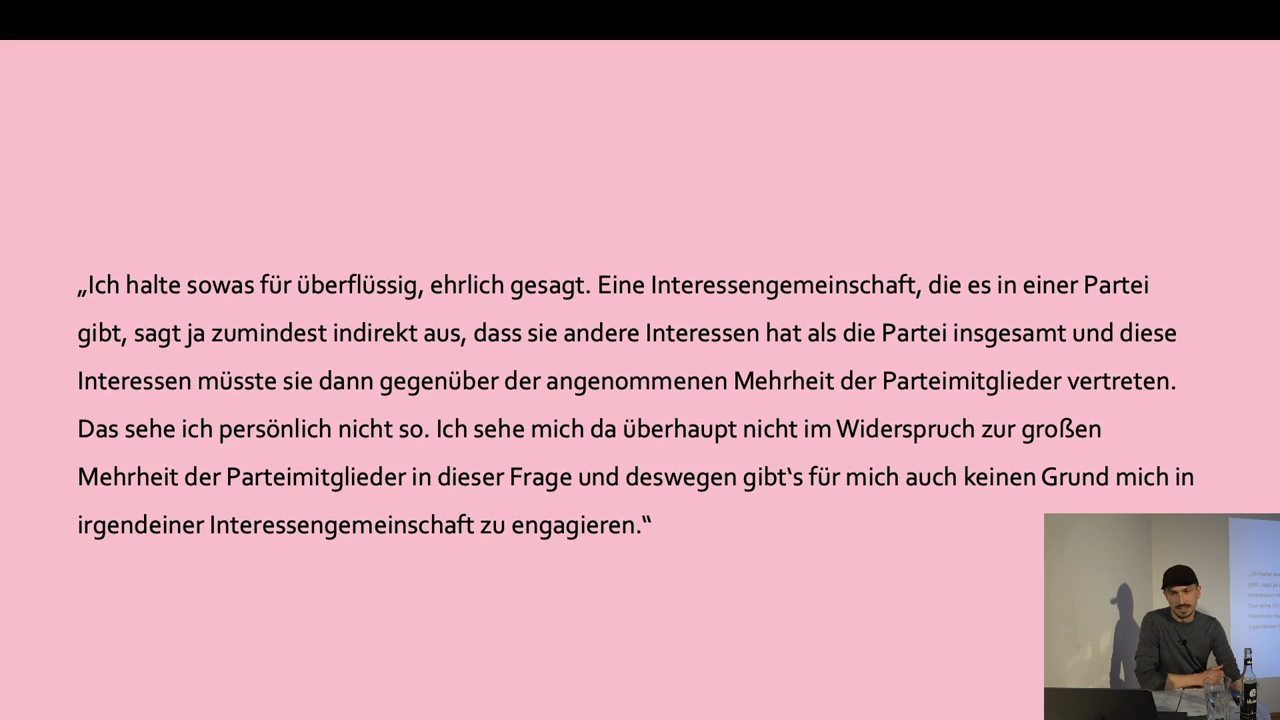 „Ich halte sowas für überflüssig, ehrlich gesagt. Eine Interessengemeinschaft, die es in einer Partei
gibt, sagt ja zumindest indirekt aus, dass sie andere Interessen hat als die Partei insgesamt und diese
Interessen müsste sie dann gegenüber der angenommenen Mehrheit der Parteimitglieder vertreten.
Das sehe ich persönlich nicht so. Ich sehe mich da überhaupt nicht im Widerspruch zur großen
Mehrheit der Parteimitglieder in dieser Frage und deswegen gibt‘s für mich auch keinen Grund mich in
irgendeiner Interessengemeinschaft zu engagieren.“